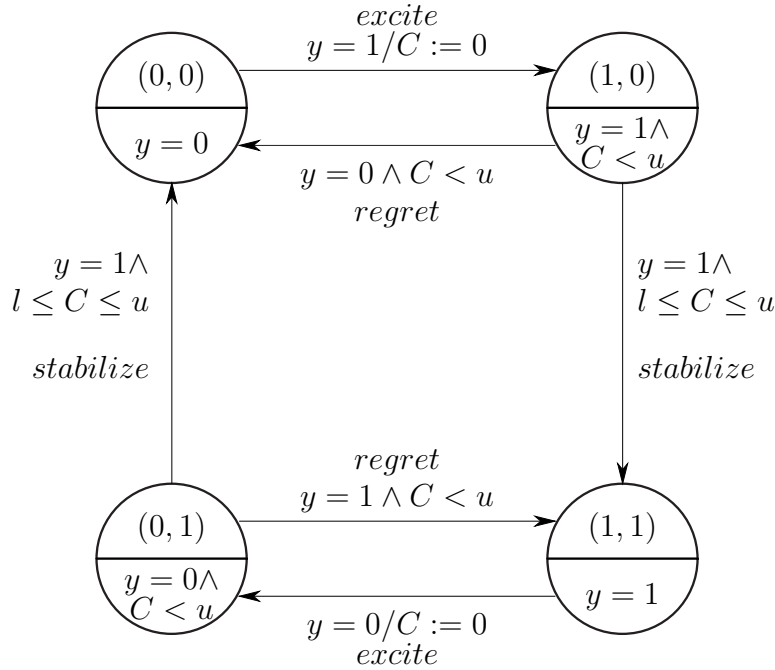 excite
y = 1/C := 0
(0, 0)
y = 0
(1, 0)
y = 1∧
C < u
y = 0 ∧ C < u
regret
y = 1∧
l ≤ C ≤ u
stabilize
y = 1∧
l ≤ C ≤ u
stabilize
regret
y = 1 ∧ C < u
(0, 1)
y = 0∧
C < u
(1, 1)
y = 1
y = 0/C := 0
excite